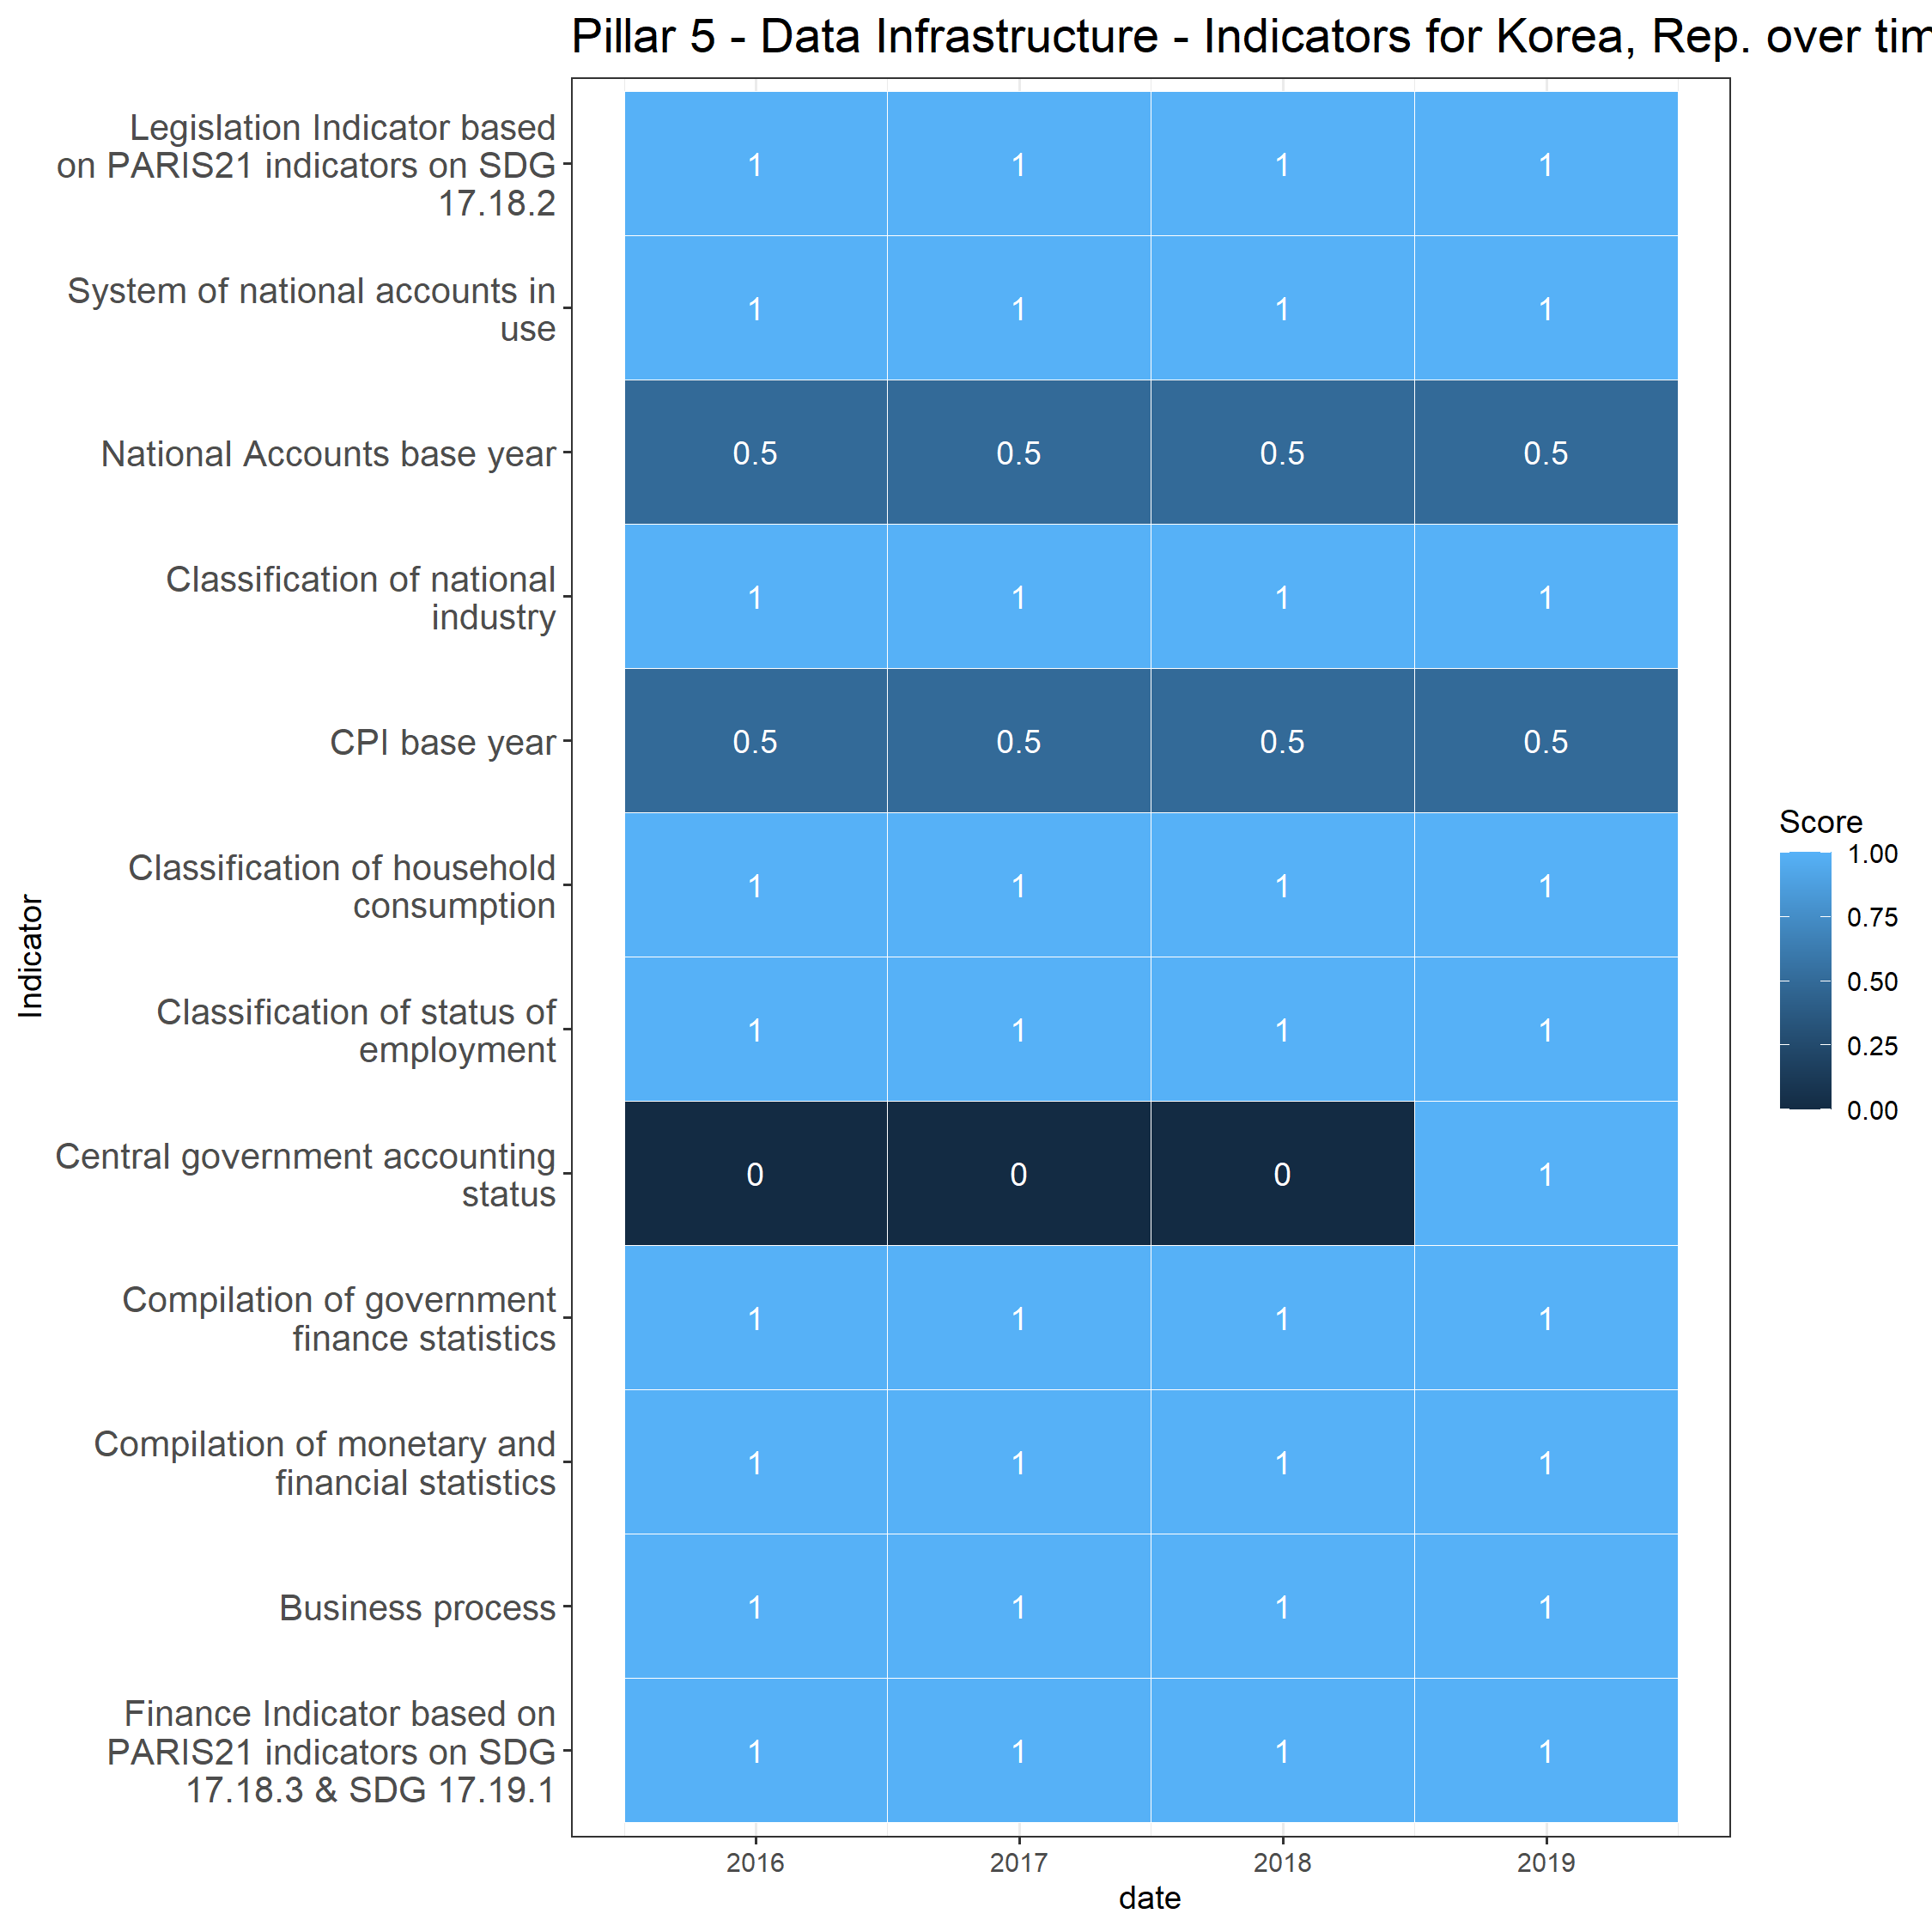 Pillar 5 - Data Infrastructure - Indicators for Korea, Rep. over tim
Legislation Indicator based
on PARIS21 indicators on SDG
17.18.2
1 1 1 1
System of national accounts in
use
1 1 1 1
National Accounts base year
0.5 0.5 0.5 0.5
Classification of national
industry
1 1 1 1
CPI base year
0.5 0.5 0.5 0.5
Classification of household
consumption
1 1 1 1
Classification of status of
employment
1 1 1 1
Central government accounting
status
0 0 0 1
Compilation of government
finance statistics
1 1 1 1
Compilation of monetary and
financial statistics
1 1 1 1
Business process
1 1 1 1
Finance Indicator based on
PARIS21 indicators on SDG
17.18.3 & SDG 17.19.1
1 1 1 1
2016 2017 2018 2019
date
Indicator
Score
1.00
0.75
0.50
0.25
0.00